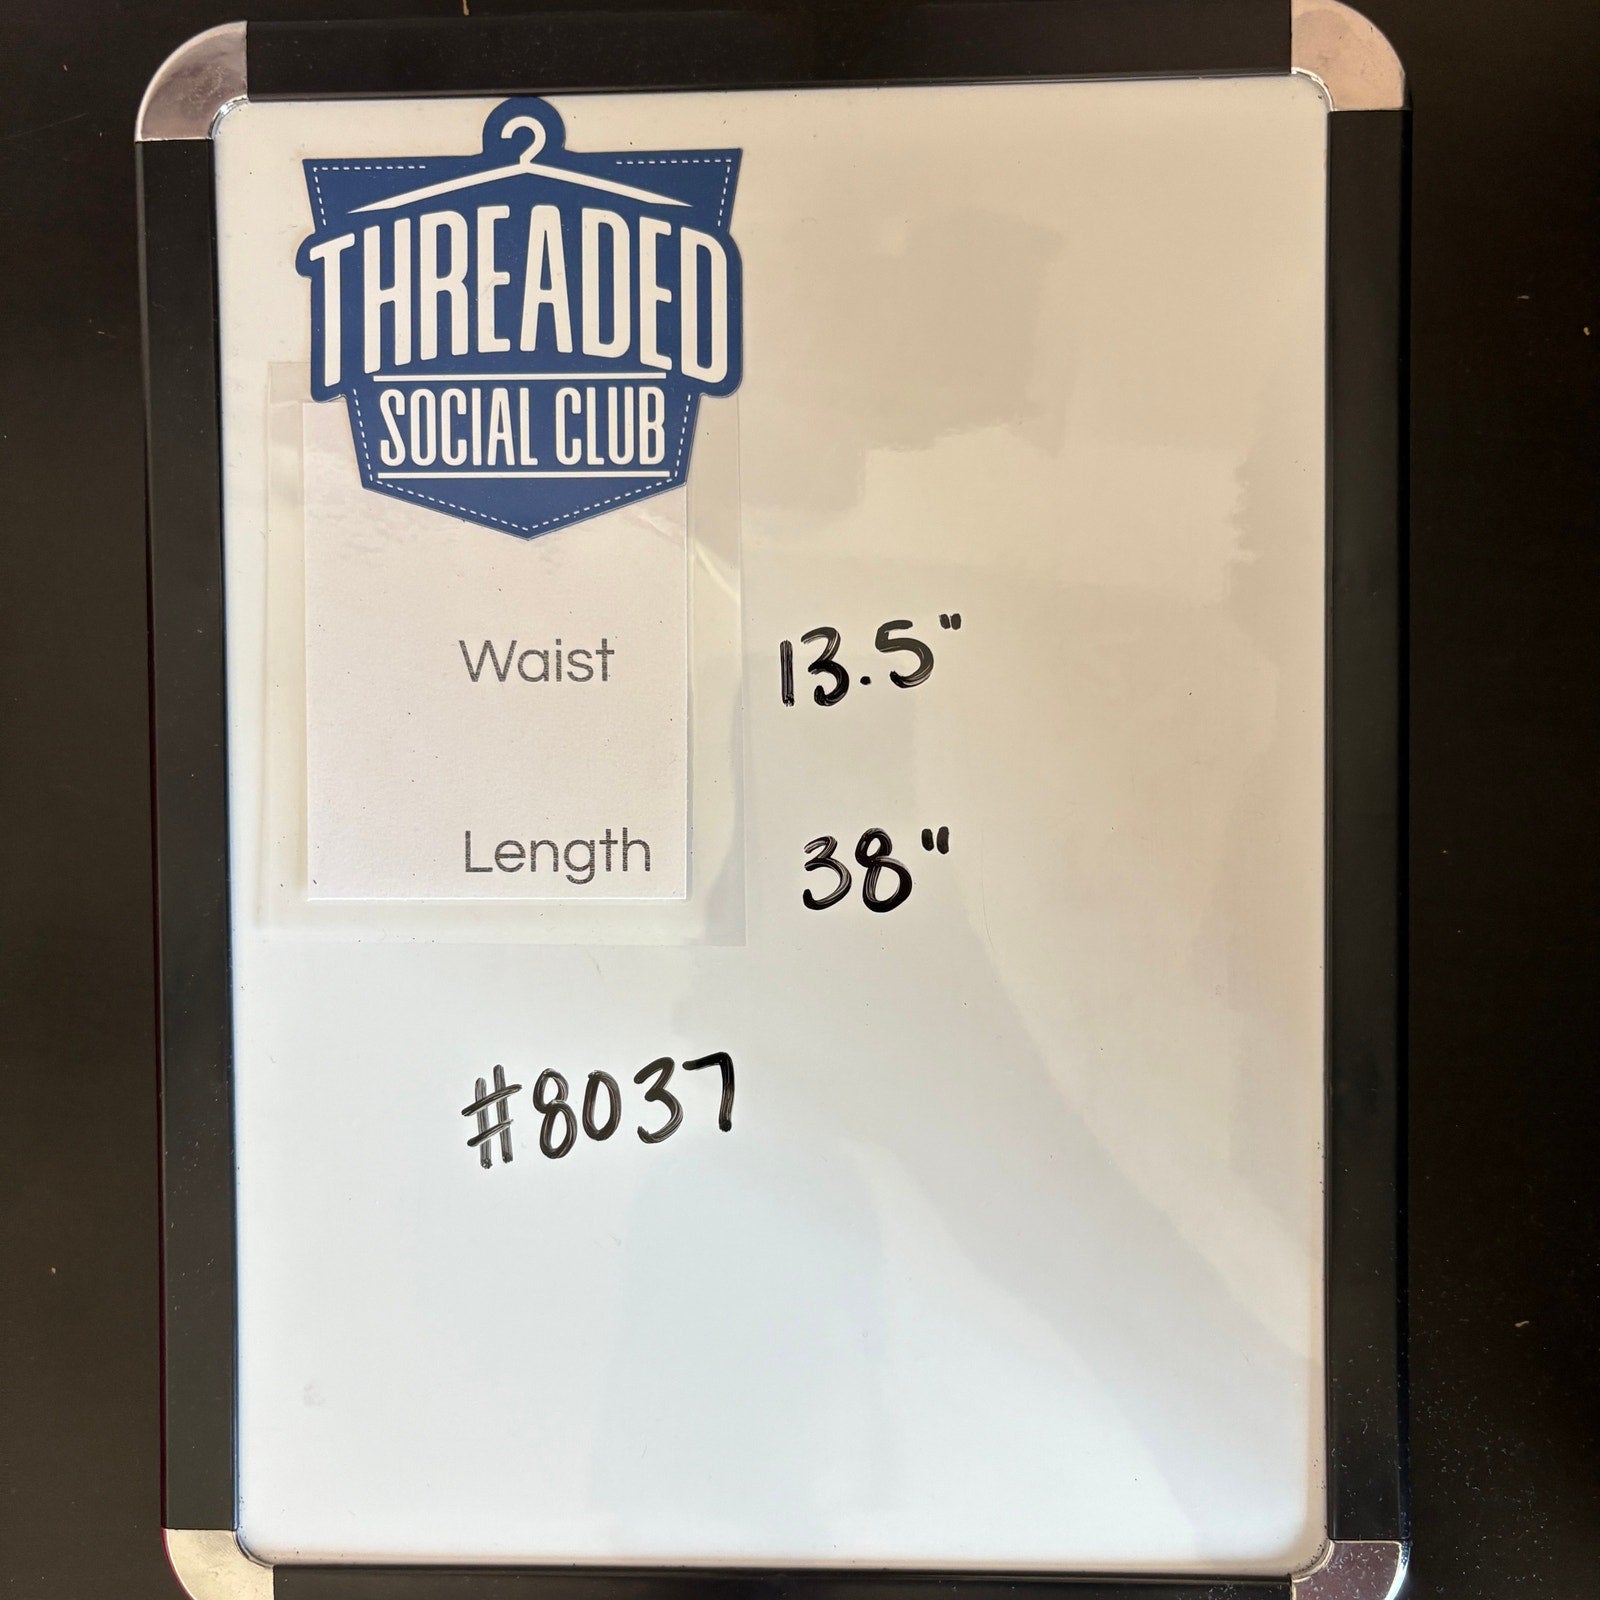 THREADED
SOCIAL CLUB
Waist 13.5"
Length 38"
#8037